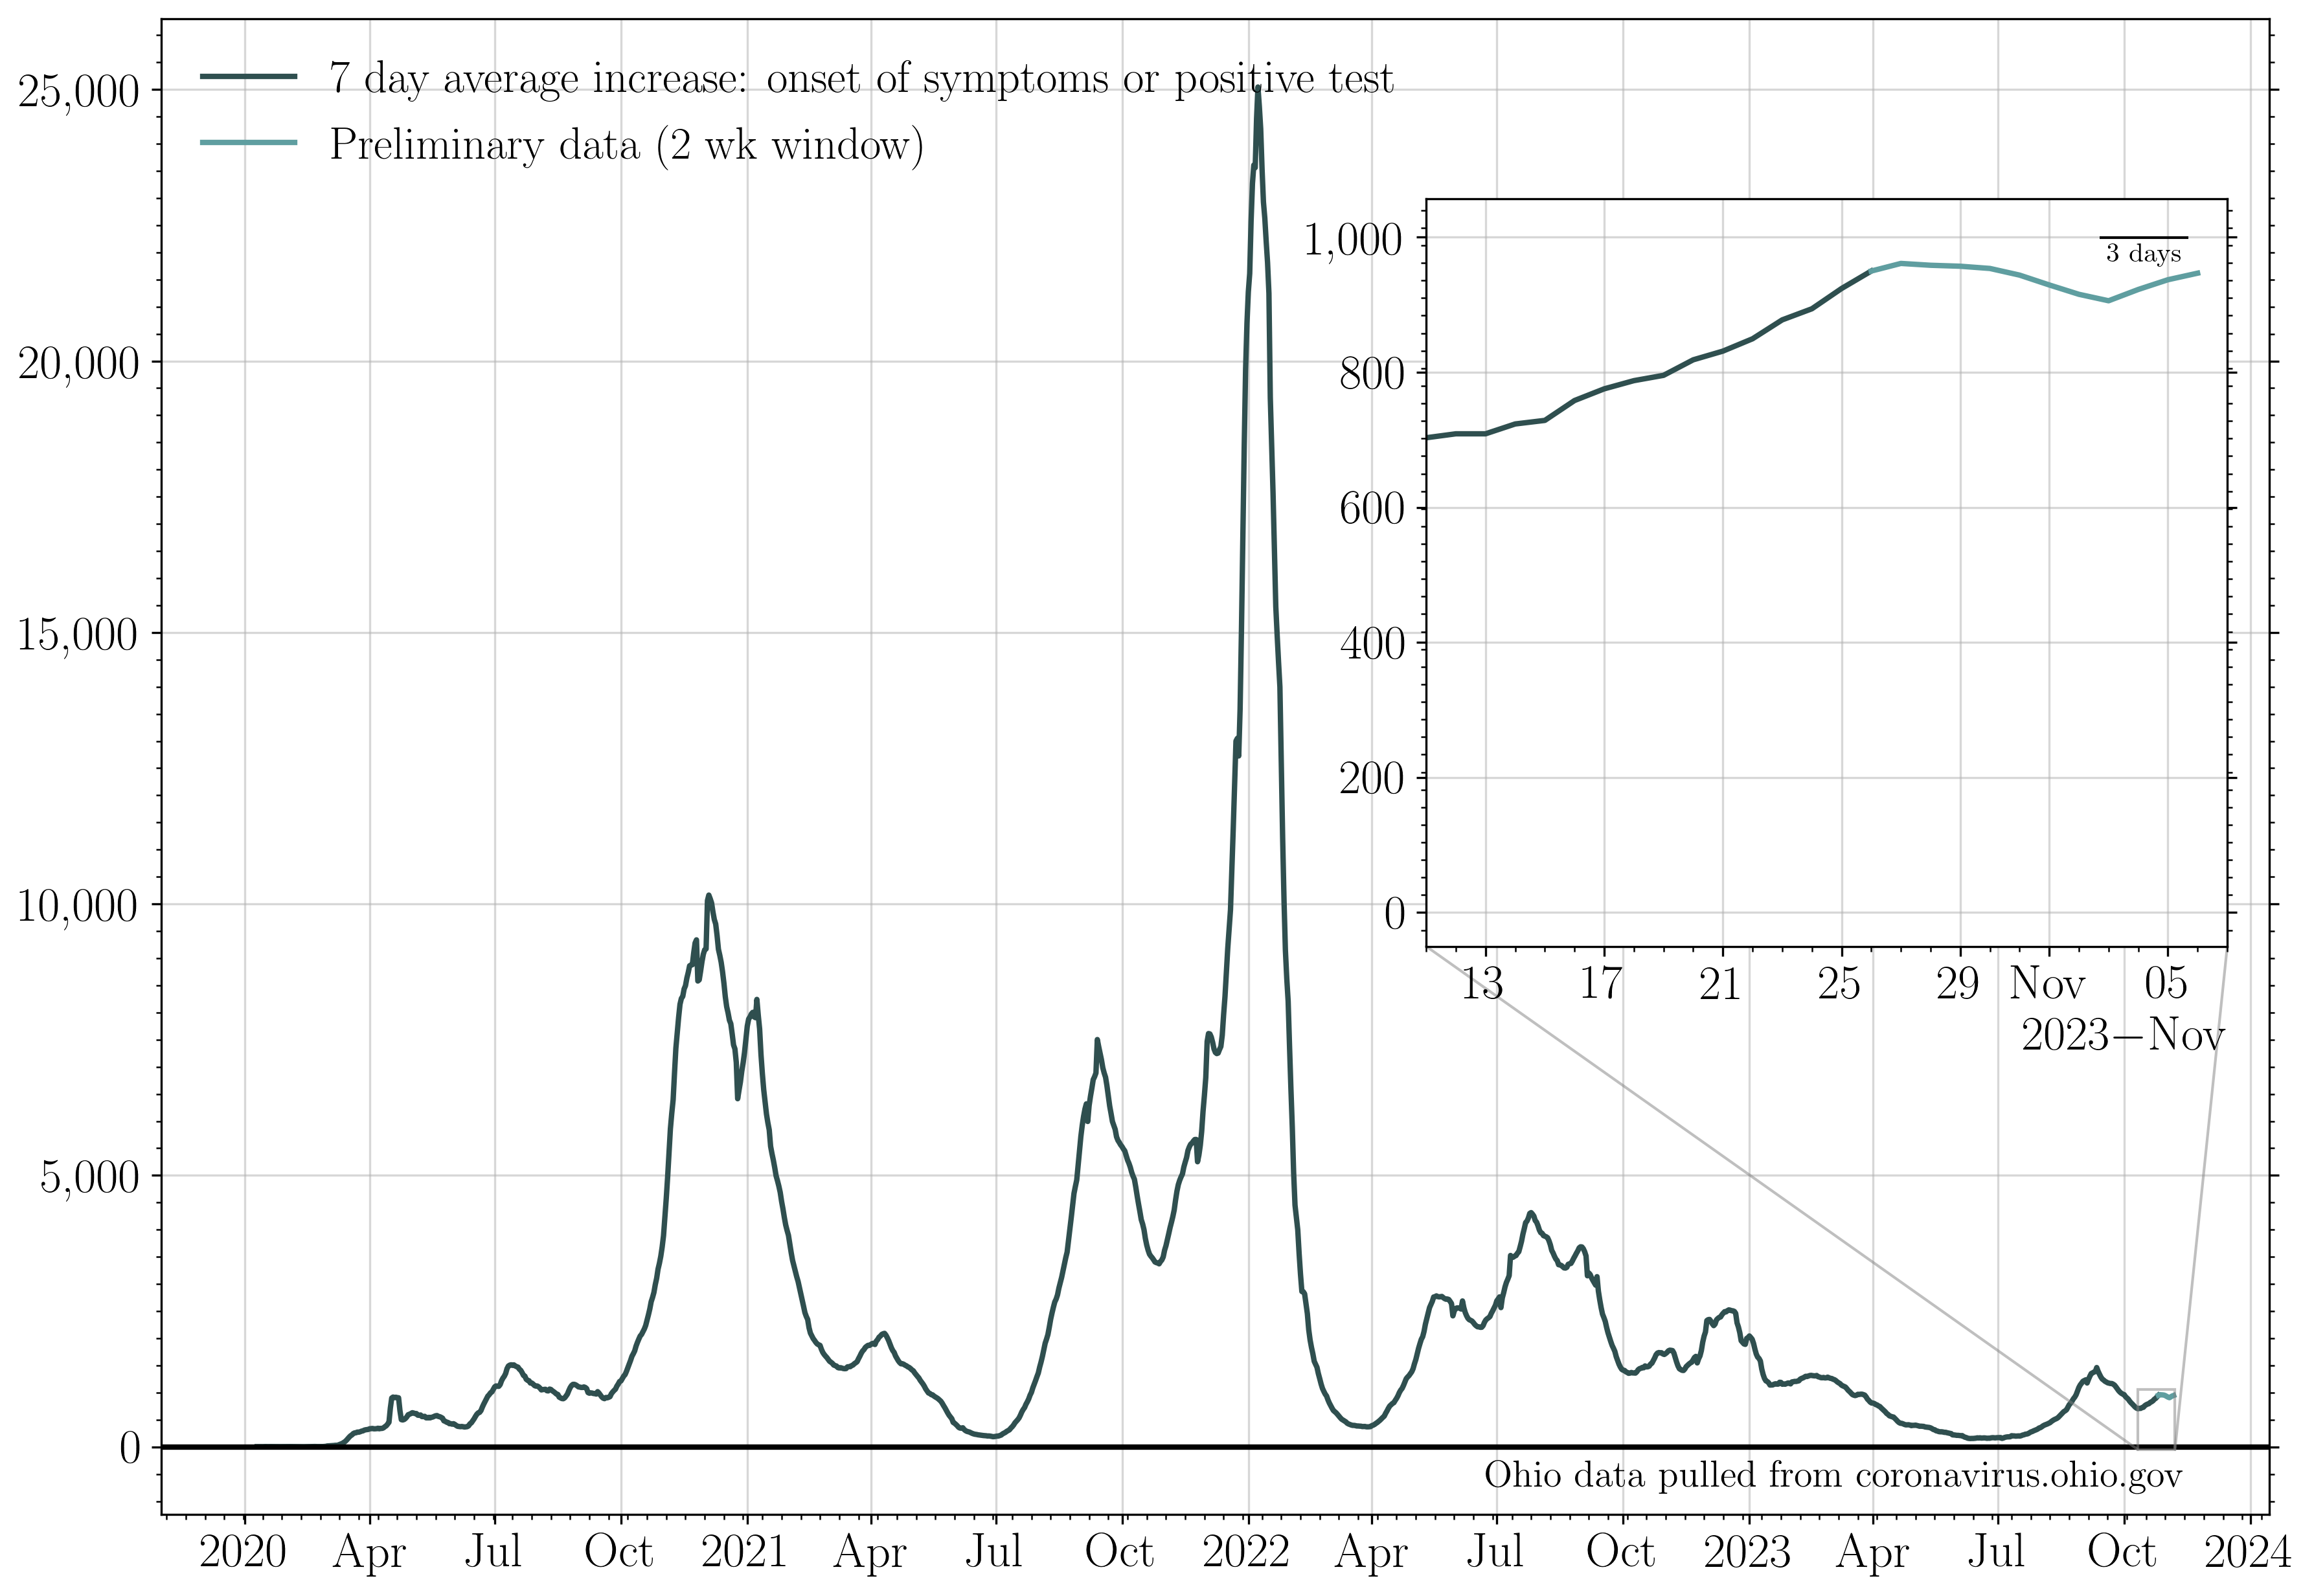 7 day average increase: onset of symptoms or positive test
Preliminary data (2 wk window)
25,000
20,000
15,000
10,000
5,000
0
1,000
800
600
400
200
0
3 days
13 17 21 25 29 Nov 05
2023—Nov
Ohio data pulled from coronavirus.ohio.gov
2020 Apr Jul Oct 2021 Apr Jul Oct 2022 Apr Jul Oct 2023 Apr Jul Oct 2024